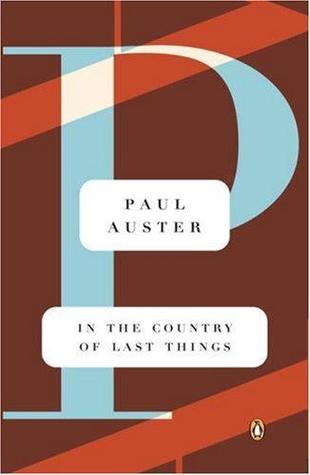 P
PAUL
AUSTER
IN THE COUNTRY
OF LAST THINGS